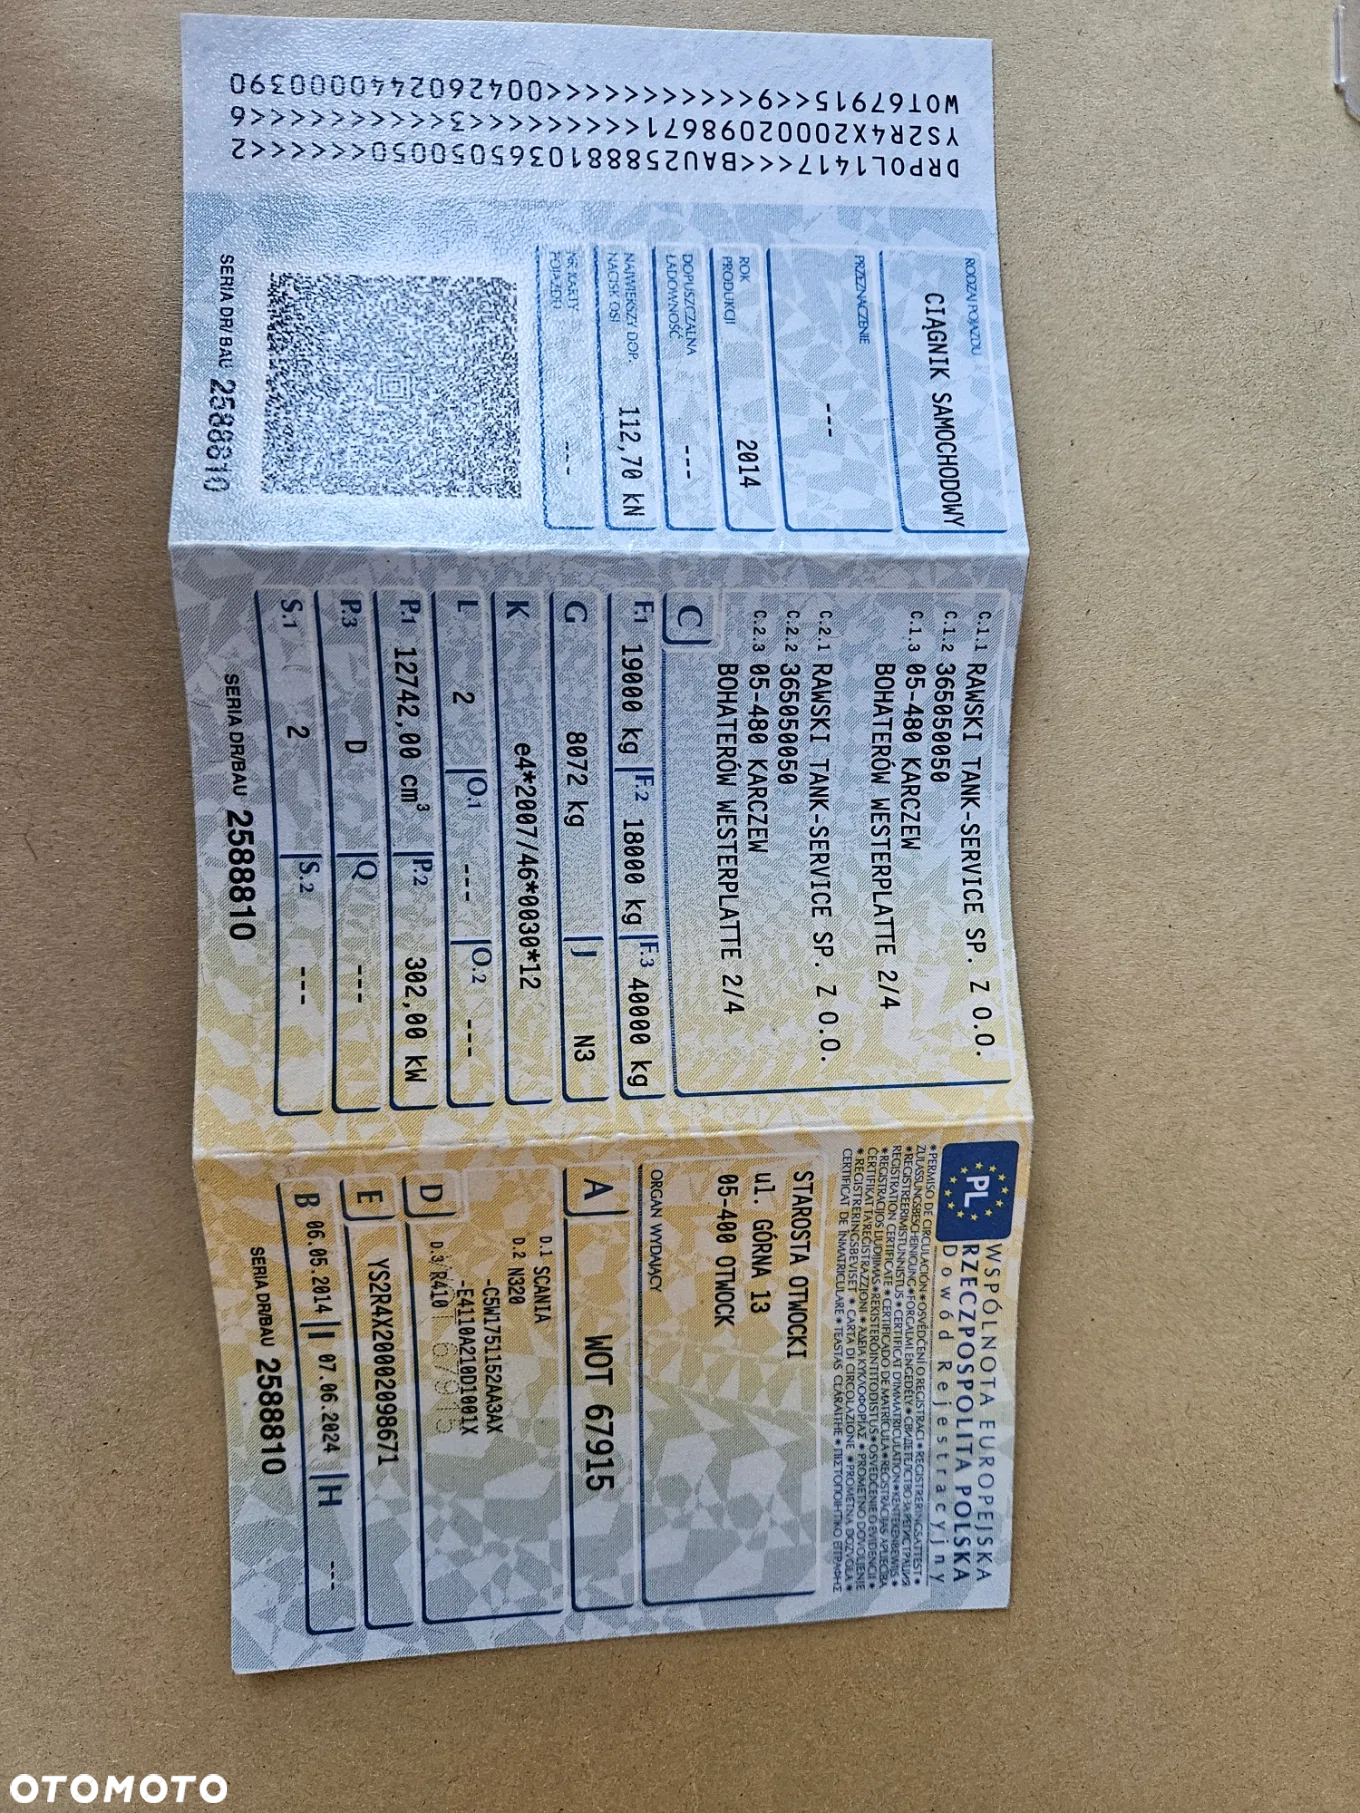 WSPÓLNOTA EUROPEJSKA
RZECZPOSPOLITA POLSKA
Dowód Rejestracyjny
PL
STAROSTA OTWOCKI
ul. GÓRNA 13
05-400 OTWOCK
ORGAN WYDAJĄCY
A WOT 67915
D.1 SCANIA
-C5W1751152AA3AX
D.2 N320
-E4110A210D1001X
D D.3 R410
E YS2R4X20002098671
B 06.05.2014 I 07.06.2024 H ---
SERIA DR/BAU 2588810
C.1.1 RAWSKI TANK-SERVICE SP. Z O.O.
C.1.2 365050050
C.1.3 05-480 KARCZEW
BOHATERÓW WESTERPLATTE 2/4
C.2.1 RAWSKI TANK-SERVICE SP. Z O.O.
C.2.2 365050050
C.2.3 05-480 KARCZEW
BOHATERÓW WESTERPLATTE 2/4
C
F.1 19000 kg F.2 18000 kg F.3 40000 kg
G 8072 kg J N3
K e4*2007/46*0030*12
L 2 O.1 --- O.2 ---
P.1 12742,00 cm³ P.2 302,00 kW
P.3 D Q ---
S.1 2 S.2 ---
SERIA DR/BAU 2588810
RODZAJ POJAZDU
CIĄGNIK SAMOCHODOWY
PRZEZNACZENIE
---
ROK
PRODUKCJI 2014
DOPUSZCZALNA
ŁADOWNOŚĆ ---
NAJWIĘKSZY DOP.
NACISK OSI 112,70 kN
NR KARTY
POJAZDU ---
SERIA DR/BAU 2588810
DRPOL1417<<<BAU25888810365050050<<<<<<<2
YS2R4X20002098671<<<<<<<<3<<<<<<<<<<<<<6
WOT67915<<9<<<<<<<<<<<0042602440000390
OTOMOTO